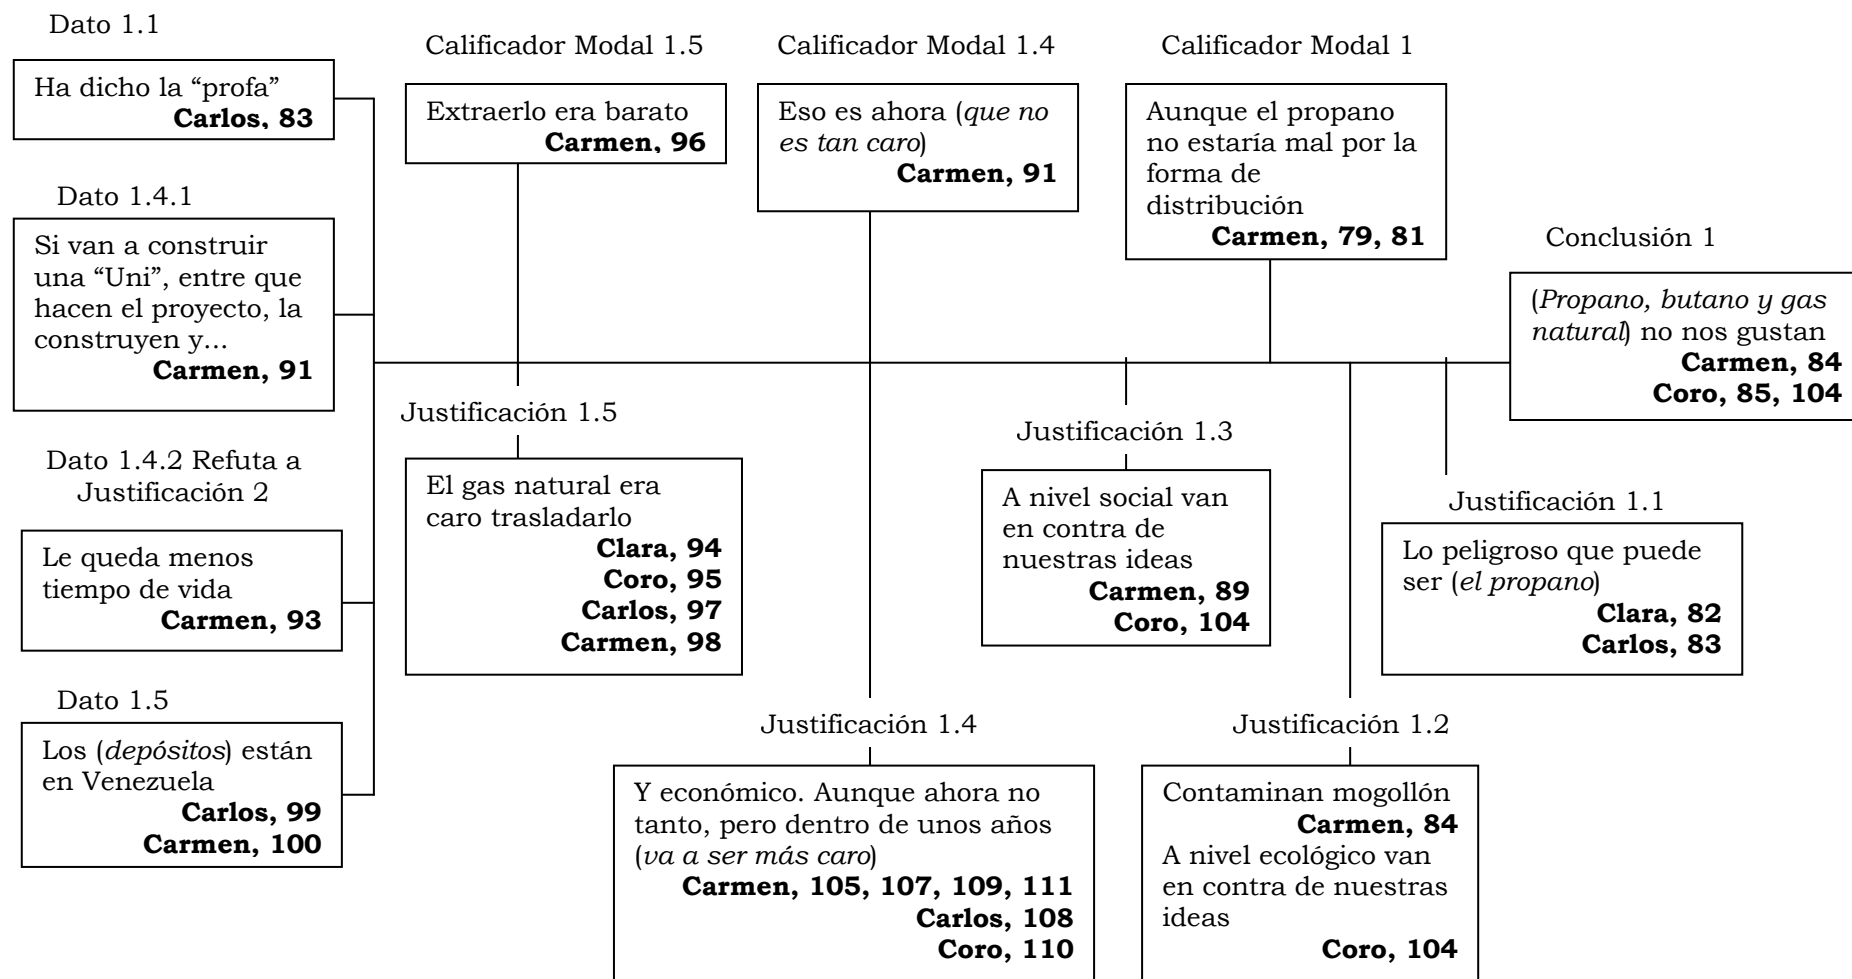 Dato 1.1
Ha dicho la “profa”
Carlos, 83
Calificador Modal 1.5
Extraerlo era barato
Carmen, 96
Calificador Modal 1.4
Eso es ahora (que no
es tan caro)
Carmen, 91
Calificador Modal 1
Aunque el propano
no estaría mal por la
forma de
distribución
Carmen, 79, 81
Dato 1.4.1
Si van a construir
una “Uni”, entre que
hacen el proyecto, la
construyen y...
Carmen, 91
Conclusión 1
(Propano, butano y gas
natural) no nos gustan
Carmen, 84
Coro, 85, 104
Dato 1.4.2 Refuta a
Justificación 2
Le queda menos
tiempo de vida
Carmen, 93
Justificación 1.5
El gas natural era
caro trasladarlo
Clara, 94
Coro, 95
Carlos, 97
Carmen, 98
Justificación 1.3
A nivel social van
en contra de
nuestras ideas
Carmen, 89
Coro, 104
Justificación 1.1
Lo peligroso que puede
ser (el propano)
Clara, 82
Carlos, 83
Dato 1.5
Los (depósitos) están
en Venezuela
Carlos, 99
Carmen, 100
Justificación 1.4
Y económico. Aunque ahora no
tanto, pero dentro de unos años
(va a ser más caro)
Carmen, 105, 107, 109, 111
Carlos, 108
Coro, 110
Justificación 1.2
Contaminan mogollón
Carmen, 84
A nivel ecológico van
en contra de nuestras
ideas
Coro, 104